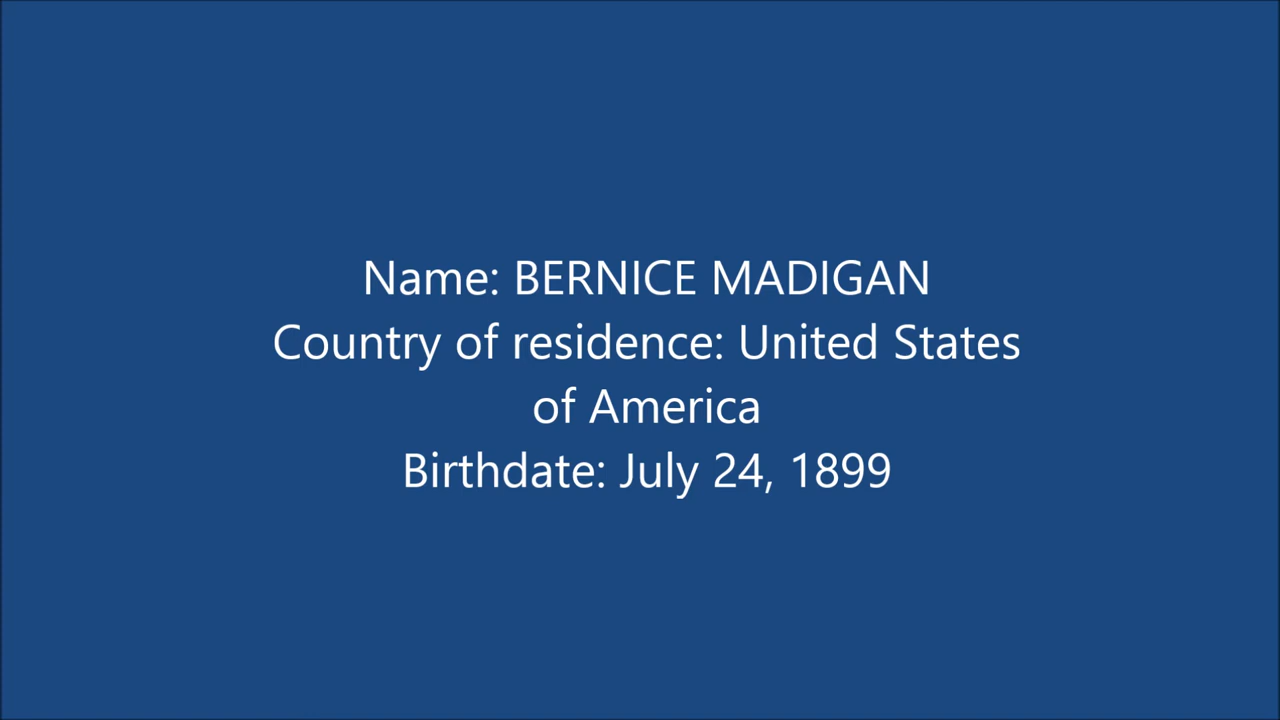 Name: BERNICE MADIGAN
Country of residence: United States
of America
Birthdate: July 24, 1899